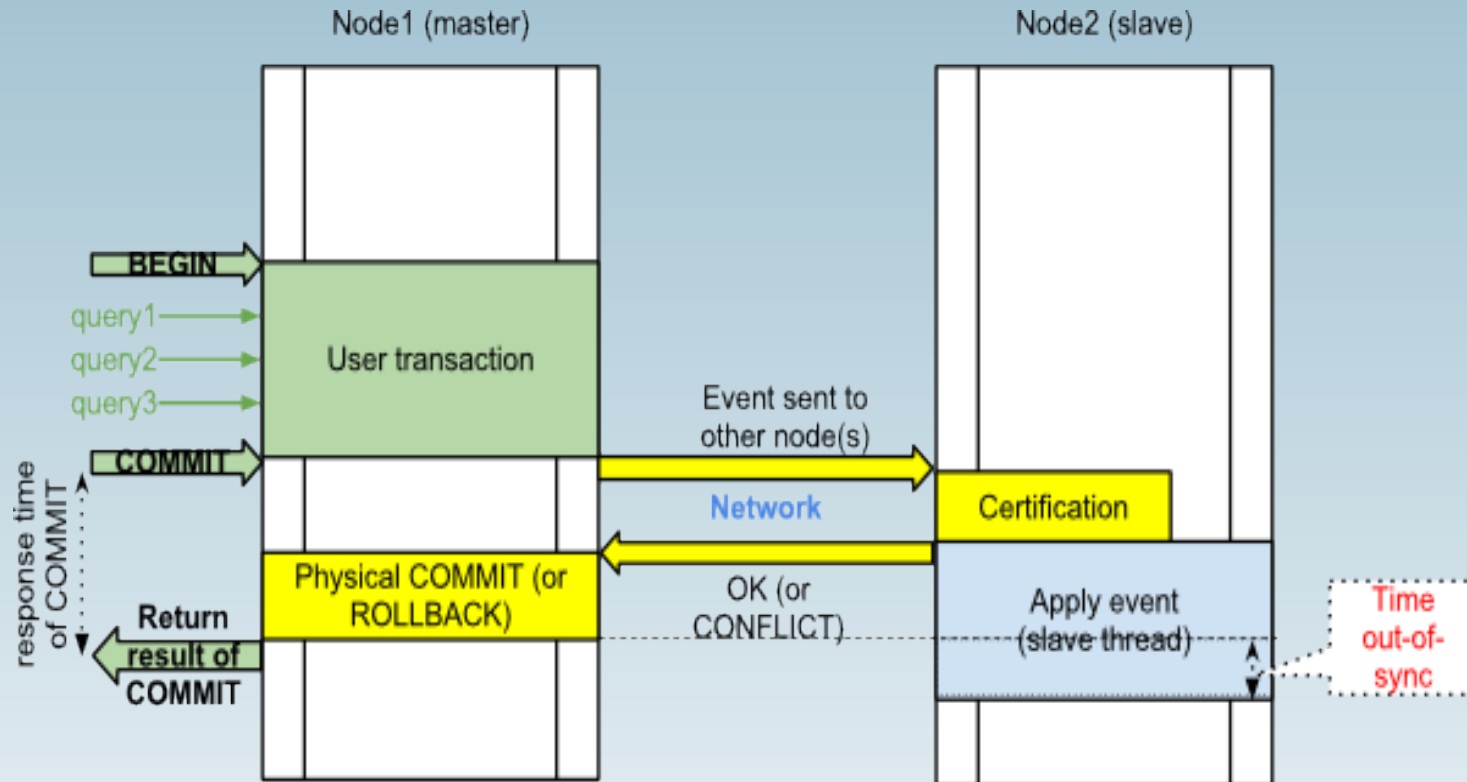 Node1 (master)
Node2 (slave)
BEGIN
query1
query2
query3
User transaction
COMMIT
Event sent to
other node(s)
Network
Certification
response time
of COMMIT
Physical COMMIT (or
ROLLBACK)
OK (or
CONFLICT)
Apply event
(slave thread)
Time
out-of-
sync
Return
result of
COMMIT